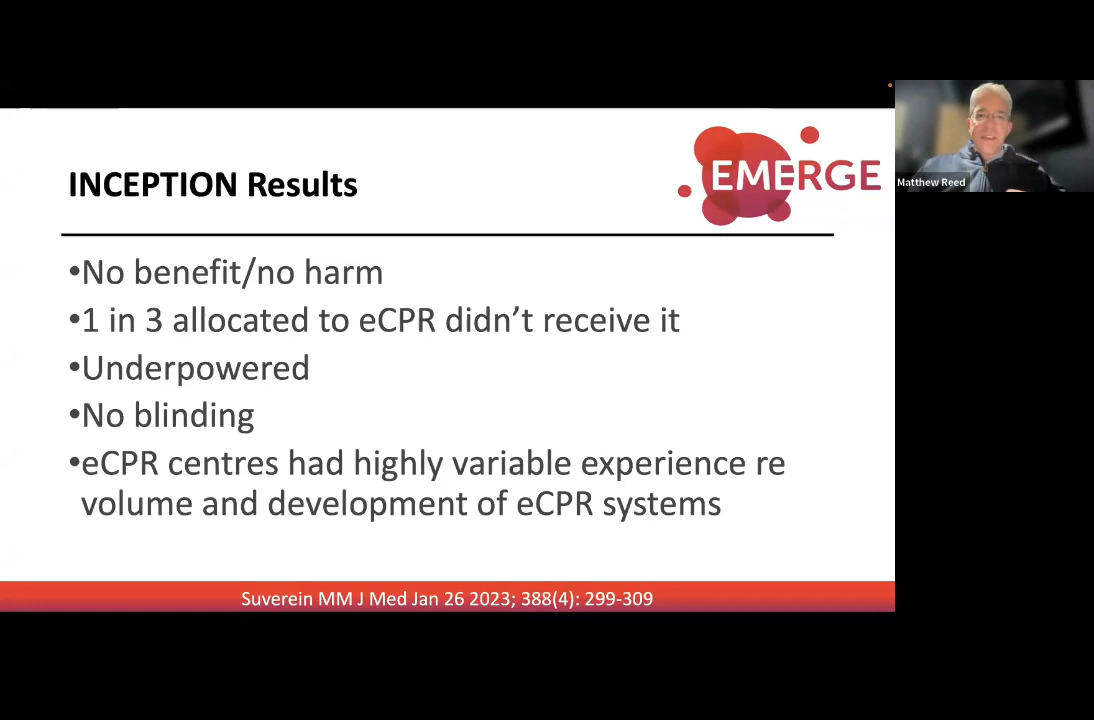 INCEPTION Results
EMERGE
Matthew Reed
•No benefit/no harm
•1 in 3 allocated to eCPR didn’t receive it
•Underpowered
•No blinding
•eCPR centres had highly variable experience re
volume and development of eCPR systems
Suverein MM J Med Jan 26 2023; 388(4): 299-309